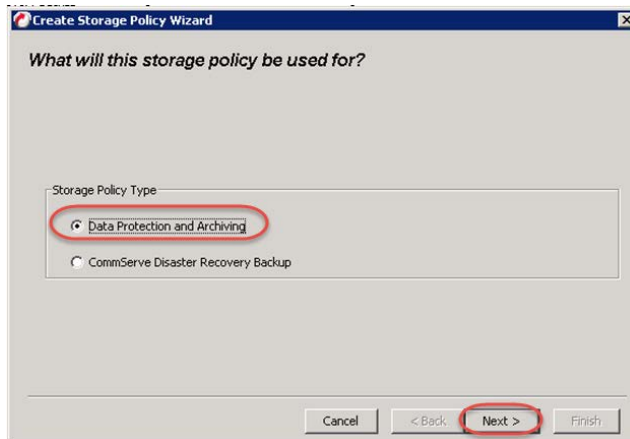 Create Storage Policy Wizard
What will this storage policy be used for?
Storage Policy Type
Data Protection and Archiving
CommServe Disaster Recovery Backup
Cancel
< Back
Next >
Finish